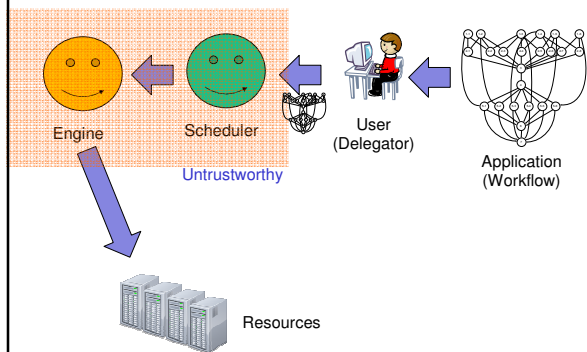 Engine
Scheduler
User
(Delegator)
Application
(Workflow)
Untrustworthy
Resources